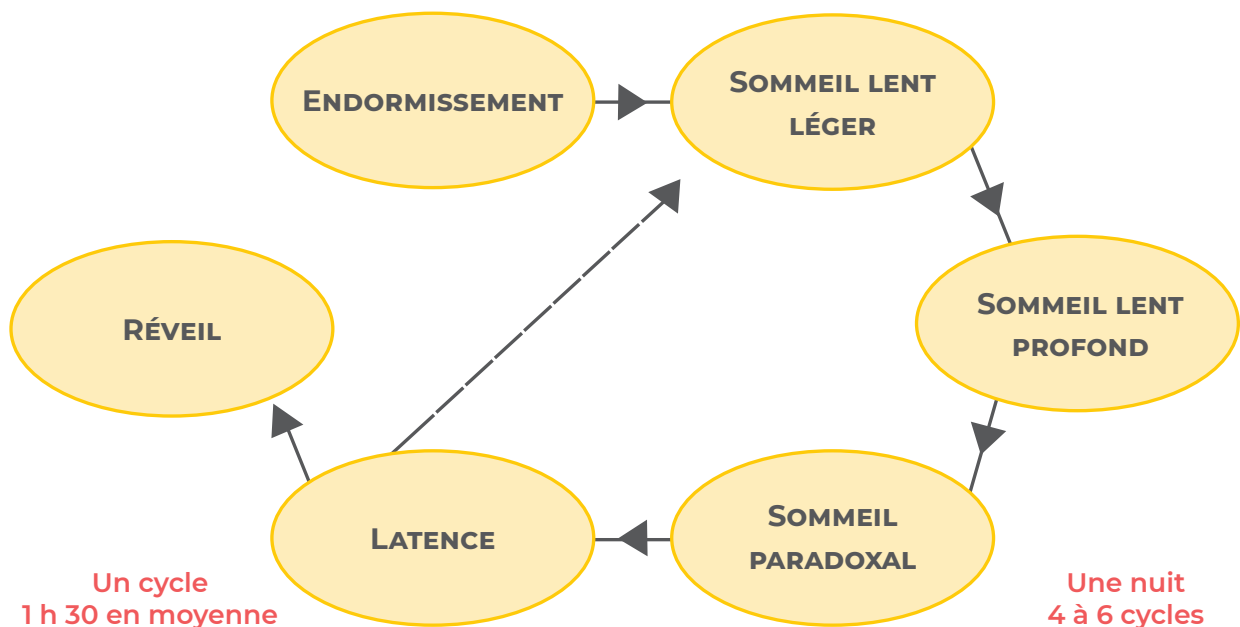 Endormissement
Sommeil lent
léger
Sommeil lent
profond
Réveil
Sommeil
paradoxal
Latence
Un cycle
1 h 30 en moyenne
Une nuit
4 à 6 cycles